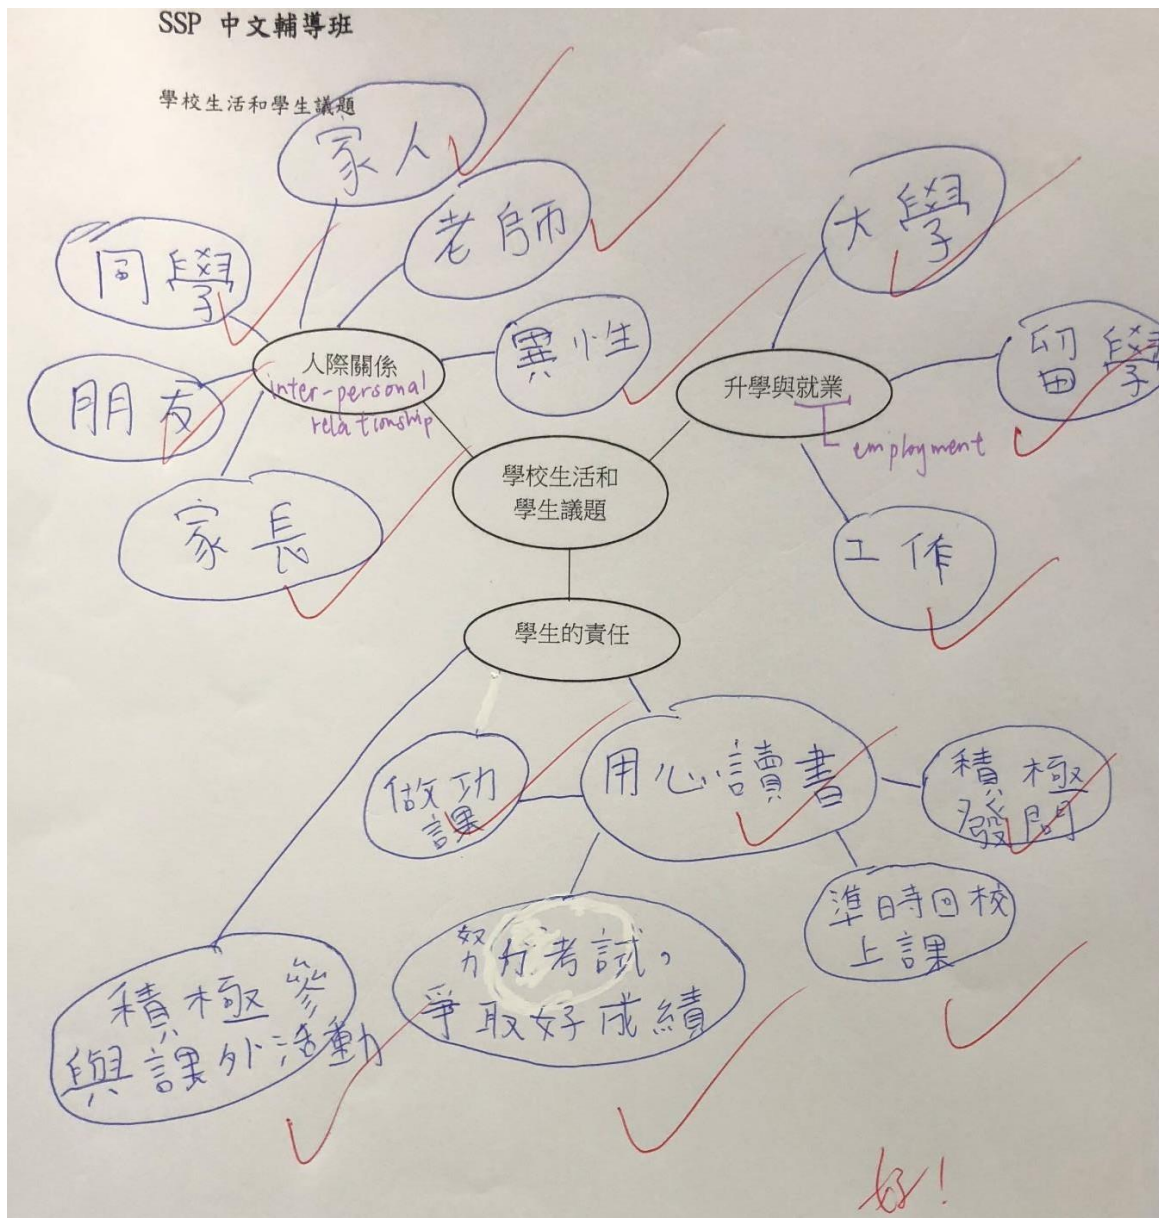 SSP 中文輔導班
學校生活和學生議題
家人
老師
同學
異性
朋友
家長
人際關係
inter-personal
relationship
大學
留學
升學與就業
employment
工作
學校生活和
學生議題
學生的責任
做功
課
用心讀書
積極
發問
準時回校
上課
努力考試，
爭取好成績
積極參
與課外活動
好！